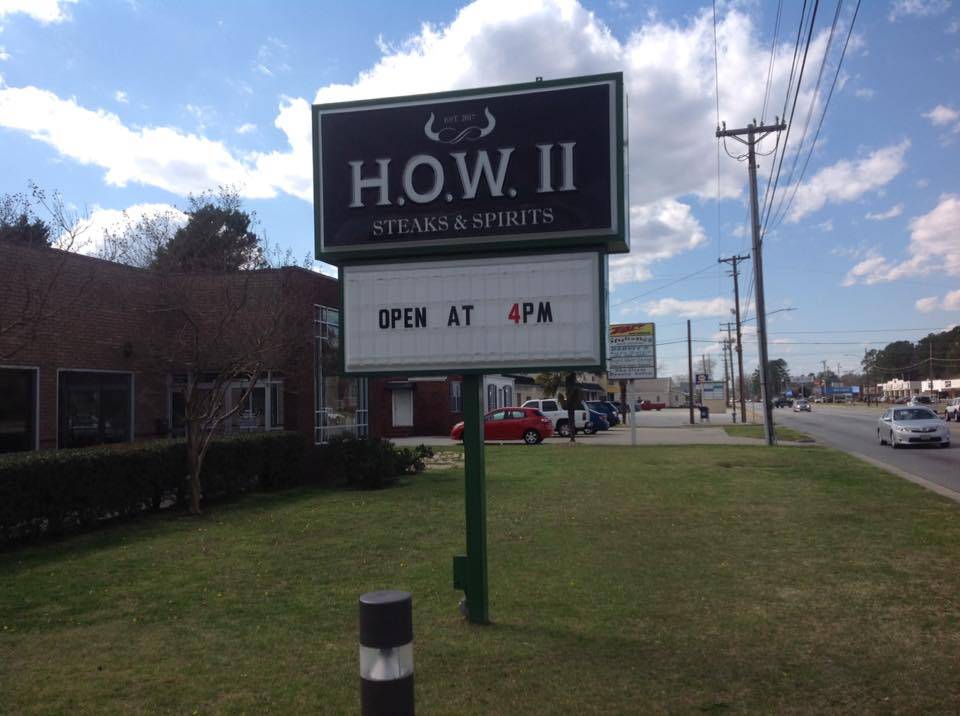 EST. 2017
H.O.W. II
STEAKS & SPIRITS
OPEN AT 4PM